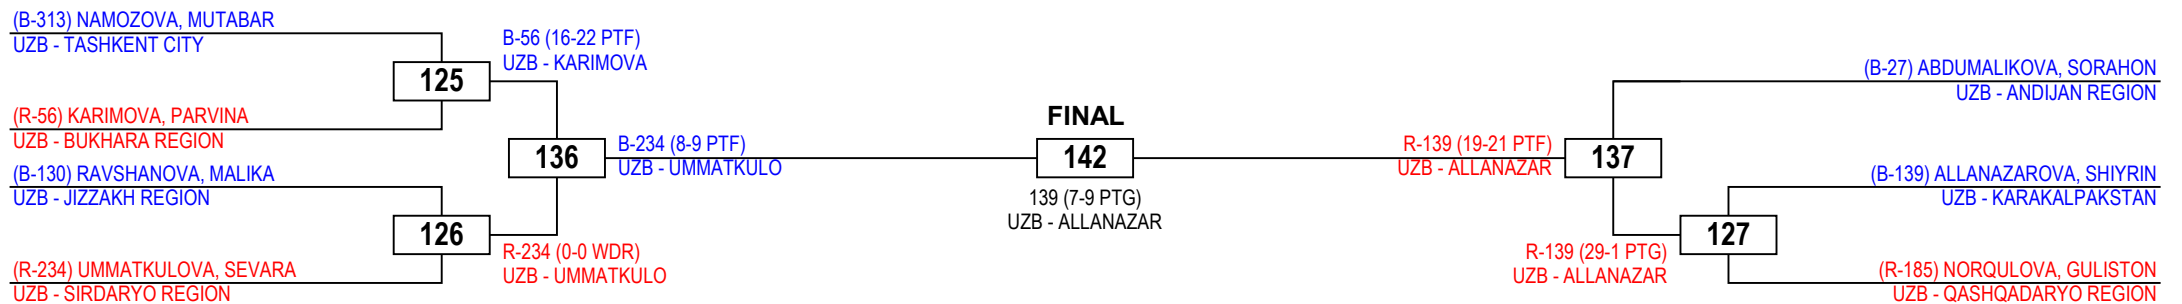 (B-313) NAMOZOVA, MUTABAR
UZB - TASHKENT CITY
125
(R-56) KARIMOVA, PARVINA
UZB - BUKHARA REGION
B-56 (16-22 PTF)
UZB - KARIMOVA
136
(B-130) RAVSHANOVA, MALIKA
UZB - JIZZAKH REGION
126
(R-234) UMMATKULOVA, SEVARA
UZB - SIRDARYO REGION
R-234 (0-0 WDR)
UZB - UMMATKULO
B-234 (8-9 PTF)
UZB - UMMATKULO
FINAL
142
139 (7-9 PTG)
UZB - ALLANAZAR
R-139 (19-21 PTF)
UZB - ALLANAZAR
137
(B-27) ABDUMALIKOVA, SORAHON
UZB - ANDIJAN REGION
(B-139) ALLANAZAROVA, SHIYRIN
UZB - KARAKALPAKSTAN
127
R-139 (29-1 PTG)
UZB - ALLANAZAR
(R-185) NORQULOVA, GULISTON
UZB - QASHQADARYO REGION